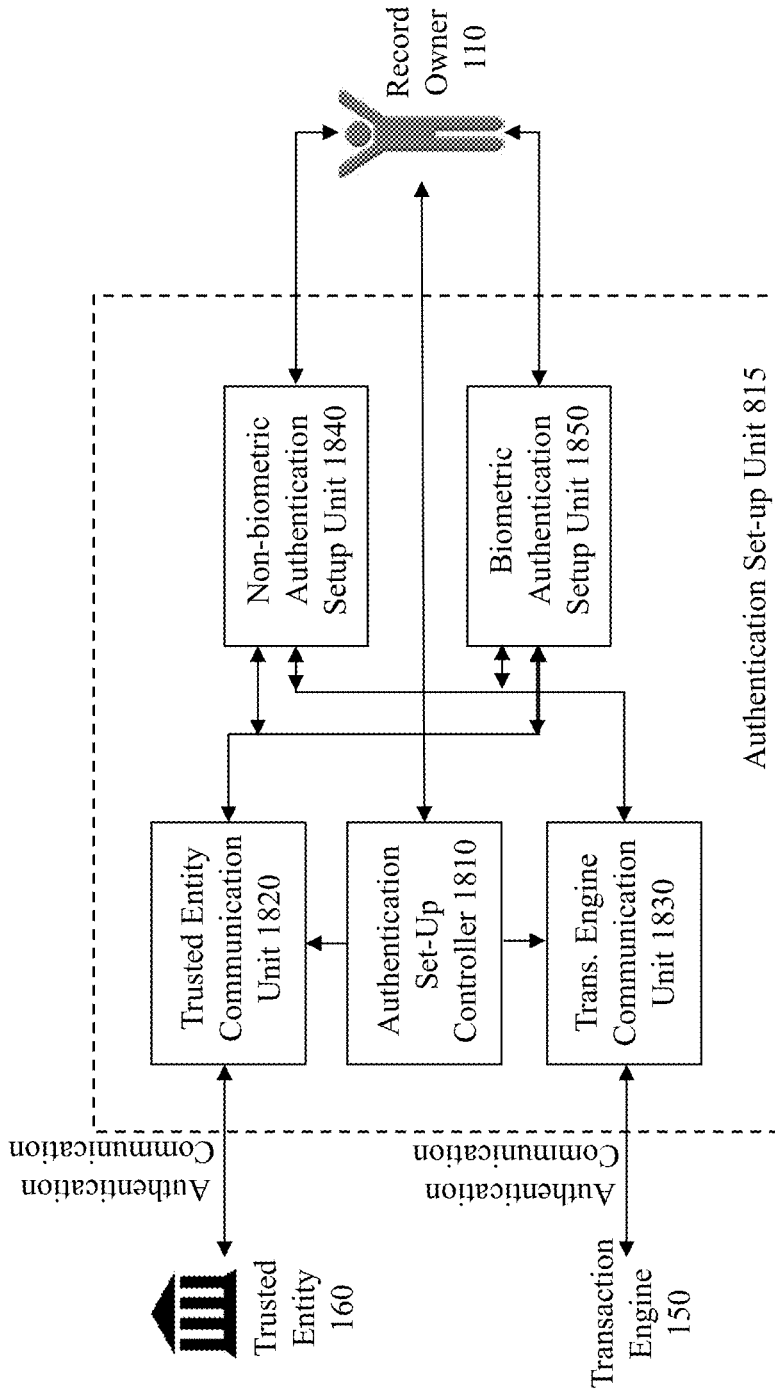 Trusted
Entity
160
Transaction
Engine
150
Authentication
Communication
Authentication
Communication
Trusted Entity
Communication
Unit 1820
Authentication
Set-Up
Controller 1810
Trans. Engine
Communication
Unit 1830
Non-biometric
Authentication
Setup Unit 1840
Biometric
Authentication
Setup Unit 1850
Record
Owner
110
Authentication Set-up Unit 815